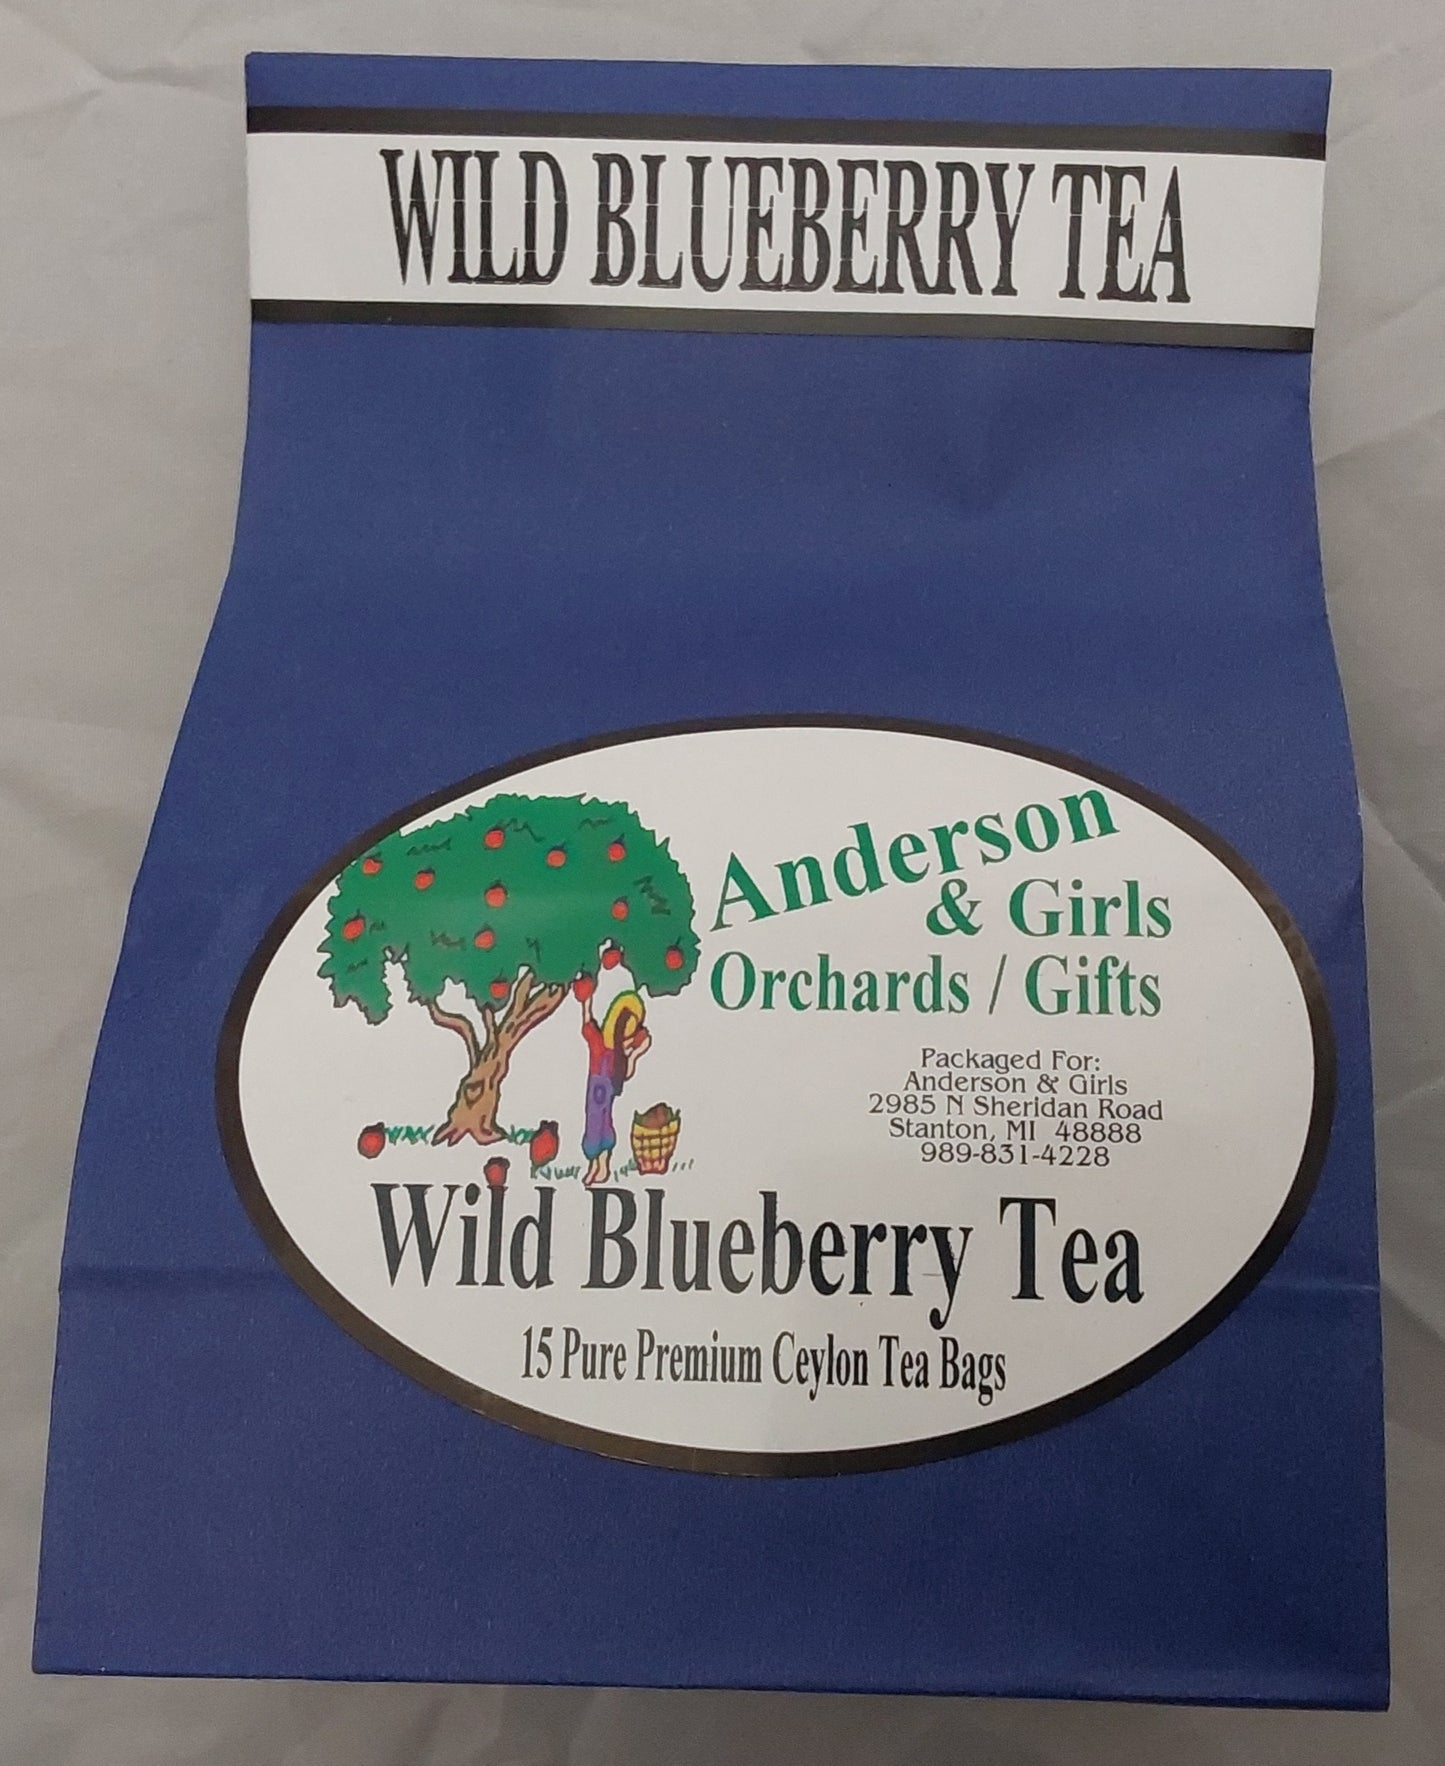 WILD BLUEBERRY TEA
Anderson
& Girls
Orchards / Gifts
Packaged For:
Anderson & Girls
2985 N Sheridan Road
Stanton, MI 48888
989-831-4228
Wild Blueberry Tea
15 Pure Premium Ceylon Tea Bags